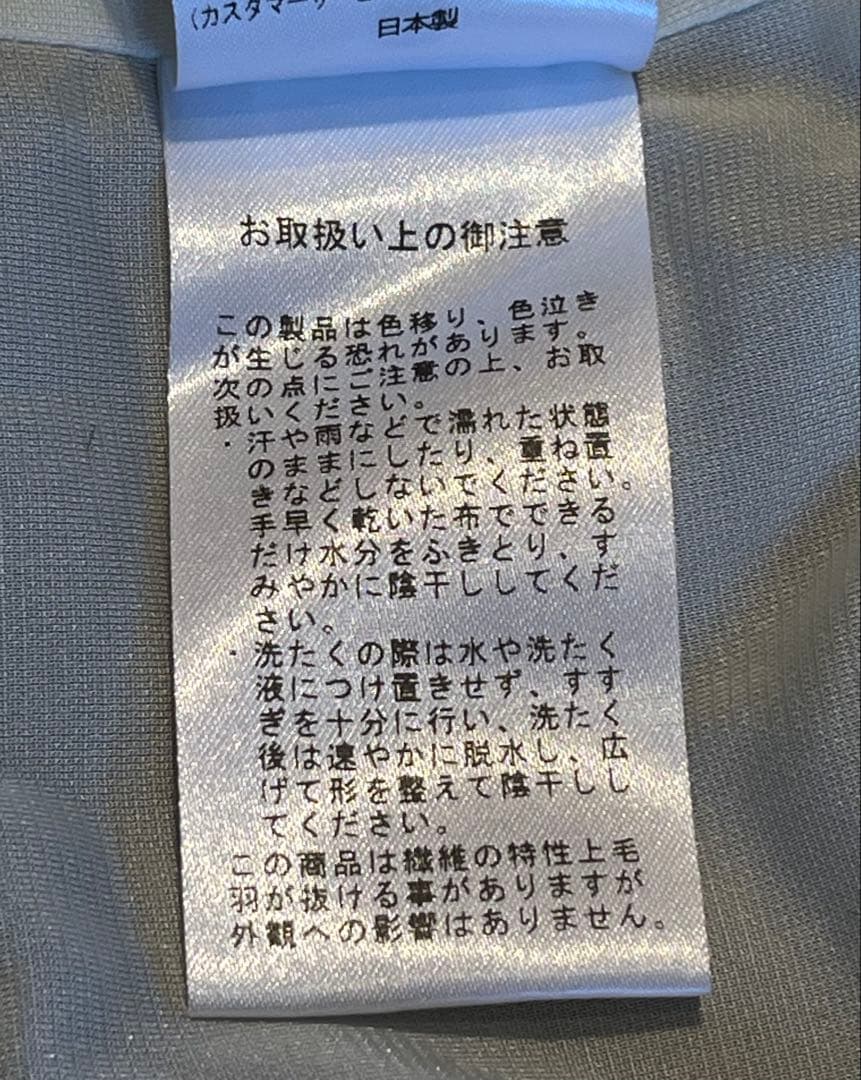 （カスタマーサー
日本製
お取扱い上の御注意
この製品は色移り、色泣き
が生じる恐れがあります。
次の点にご注意の上、お取
扱いください。
・汗や雨などで濡れた状態
のままにしたり、重ね置
きなどしないでください。
手早く乾いた布でできる
だけ水分をふきとり、す
みやかに陰干ししてくだ
さい。
・洗たくの際は水や洗たく
液につけ置きせず、すす
ぎを十分に行い、洗たく
後は速やかに脱水し、広
げて形を整えて陰干しし
てください。
この商品は繊維の特性上毛
羽が抜ける事がありますが
外観への影響はありません。